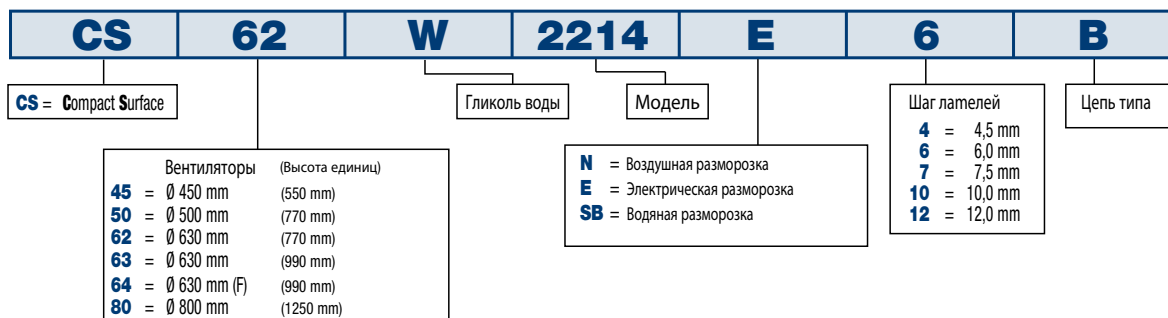 CS 62 W 2214 E 6 B
CS = Compact Surface
Гликоль воды
Модель
Шаг лателей
4 = 4,5 mm
6 = 6,0 mm
7 = 7,5 mm
10 = 10,0 mm
12 = 12,0 mm
Цепь типа
Вентиляторы (Высота единиц)
45 = Ø 450 mm (550 mm)
50 = Ø 500 mm (770 mm)
62 = Ø 630 mm (770 mm)
63 = Ø 630 mm (990 mm)
64 = Ø 630 mm (F) (990 mm)
80 = Ø 800 mm (1250 mm)
N = Воздушная разморозка
E = Электрическая разморозка
SB = Водяная разморозка